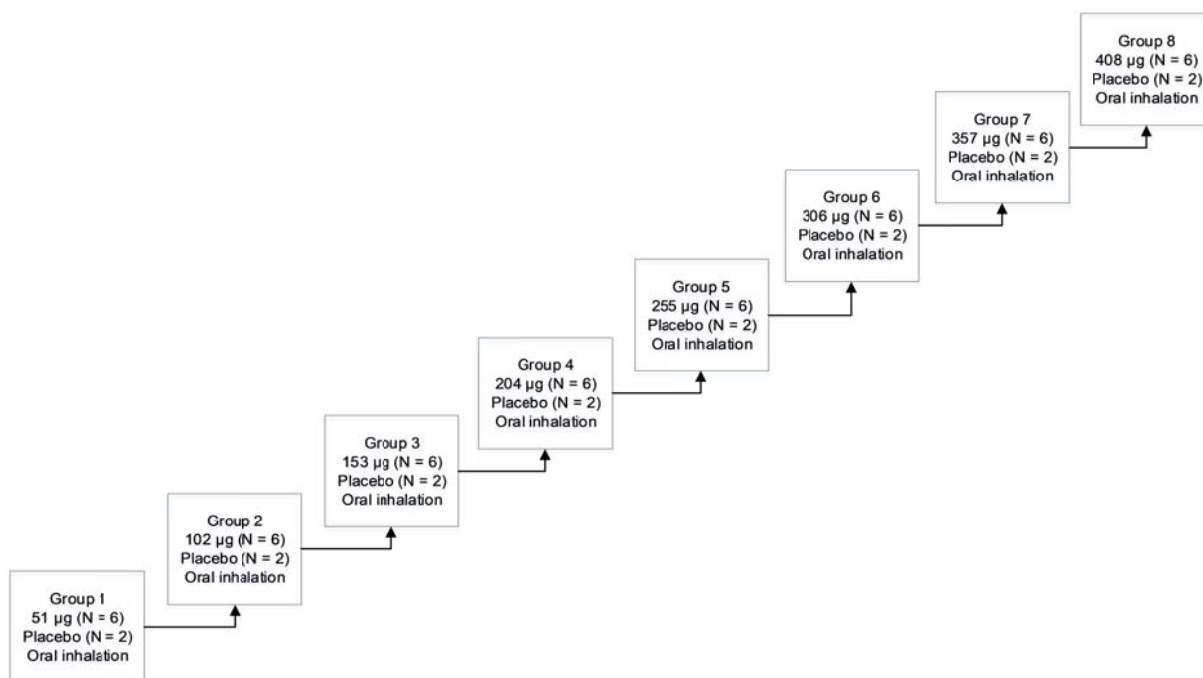 Group 1
51 µg (N = 6)
Placebo (N = 2)
Oral inhalation
Group 2
102 µg (N = 6)
Placebo (N = 2)
Oral inhalation
Group 3
153 µg (N = 6)
Placebo (N = 2)
Oral inhalation
Group 4
204 µg (N = 6)
Placebo (N = 2)
Oral inhalation
Group 5
255 µg (N = 6)
Placebo (N = 2)
Oral inhalation
Group 6
306 µg (N = 6)
Placebo (N = 2)
Oral inhalation
Group 7
357 µg (N = 6)
Placebo (N = 2)
Oral inhalation
Group 8
408 µg (N = 6)
Placebo (N = 2)
Oral inhalation